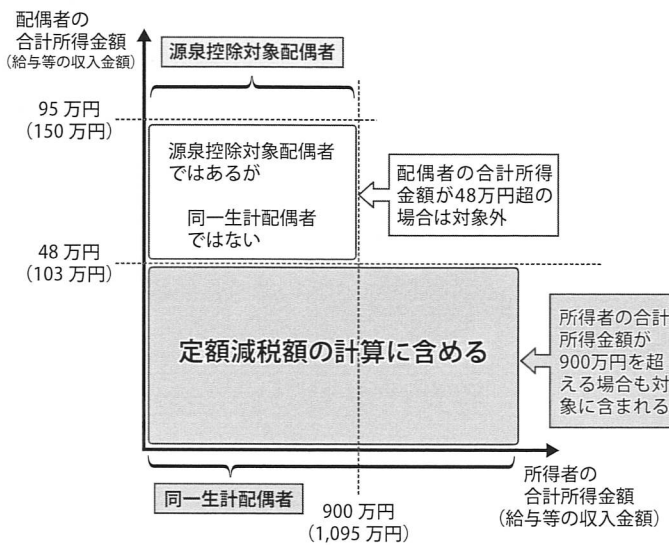 配偶者の
合計所得金額
(給与等の収入金額)
源泉控除対象配偶者
95 万円
(150 万円)
源泉控除対象配偶者
ではあるが
同一生計配偶者
ではない
配偶者の合計所得
金額が48万円超の
場合は対象外
48 万円
(103 万円)
定額減税額の計算に含める
所得者の合計
所得金額が
900万円を超
える場合も対
象に含まれる
同一生計配偶者
900 万円
(1,095 万円)
所得者の
合計所得金額
(給与等の収入金額)